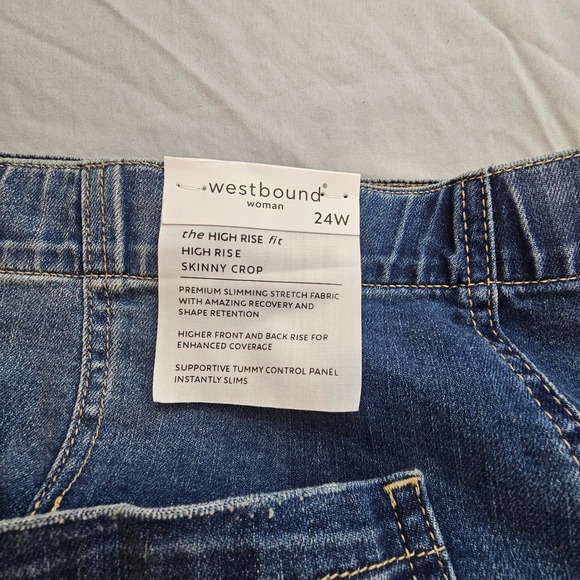 westbound®
woman
24W
the HIGH RISE fit
HIGH RISE
SKINNY CROP
PREMIUM SLIMMING STRETCH FABRIC
WITH AMAZING RECOVERY AND
SHAPE RETENTION
HIGHER FRONT AND BACK RISE FOR
ENHANCED COVERAGE
SUPPORTIVE TUMMY CONTROL PANEL
INSTANTLY SLIMS